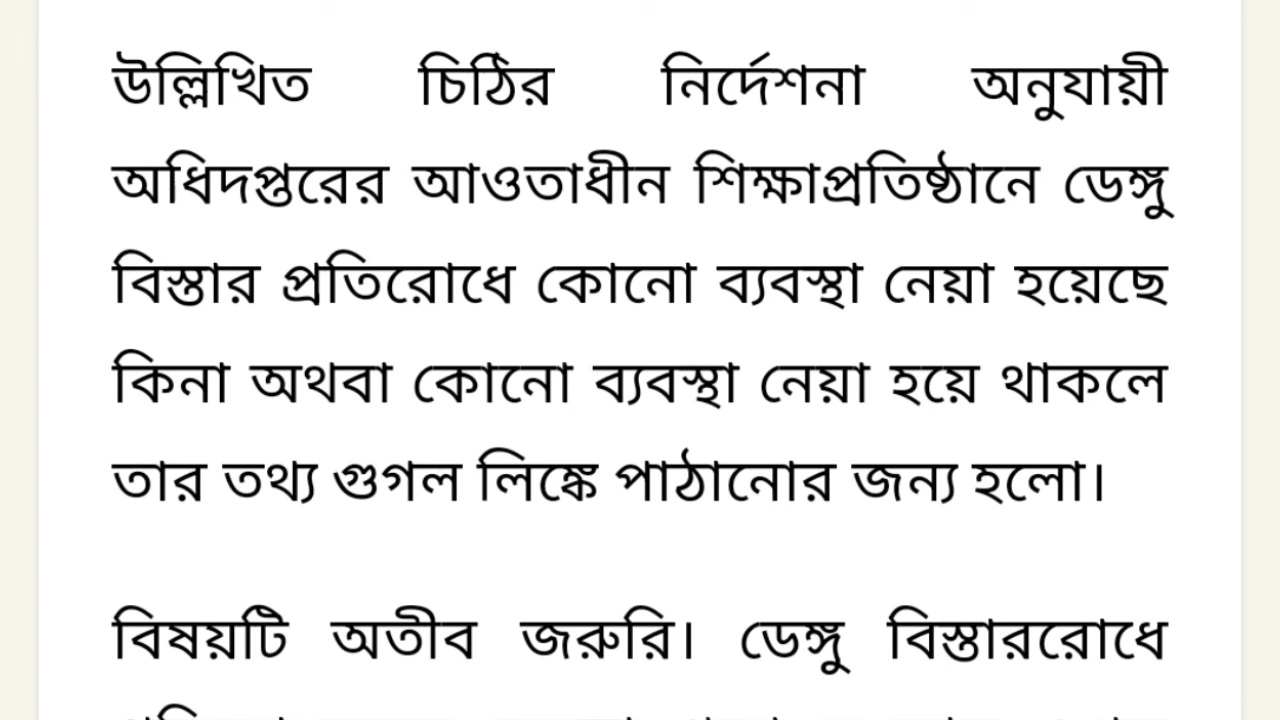 উল্লিখিত চিঠির নির্দেশনা অনুযায়ী
অধিদপ্তরের আওতাধীন শিক্ষাপ্রতিষ্ঠানে ডেঙ্গু
বিস্তার প্রতিরোধে কোনো ব্যবস্থা নেয়া হয়েছে
কিনা অথবা কোনো ব্যবস্থা নেয়া হয়ে থাকলে
তার তথ্য গুগল লিঙ্কে পাঠানোর জন্য হলো।
বিষয়টি অতীব জরুরি। ডেঙ্গু বিস্তাররোধে